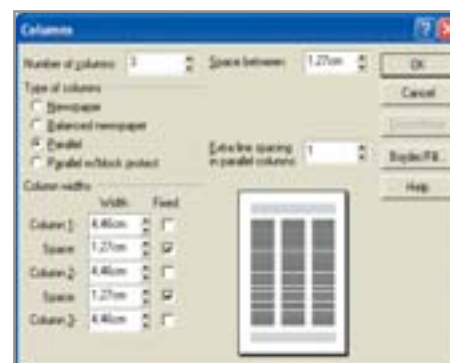 Columns
Number of columns: 3
Space between: 1.27cm
OK
Type of columns
Cancel
Newspaper
Balanced newspaper
Discontinue
Parallel
Extra line spacing
in parallel columns: 1
Border/Fill...
Parallel w/block protect
Help
Column widths
Width Fixed
Column 1: 4.46cm
Space: 1.27cm
Column 2: 4.46cm
Space: 1.27cm
Column 3: 4.46cm